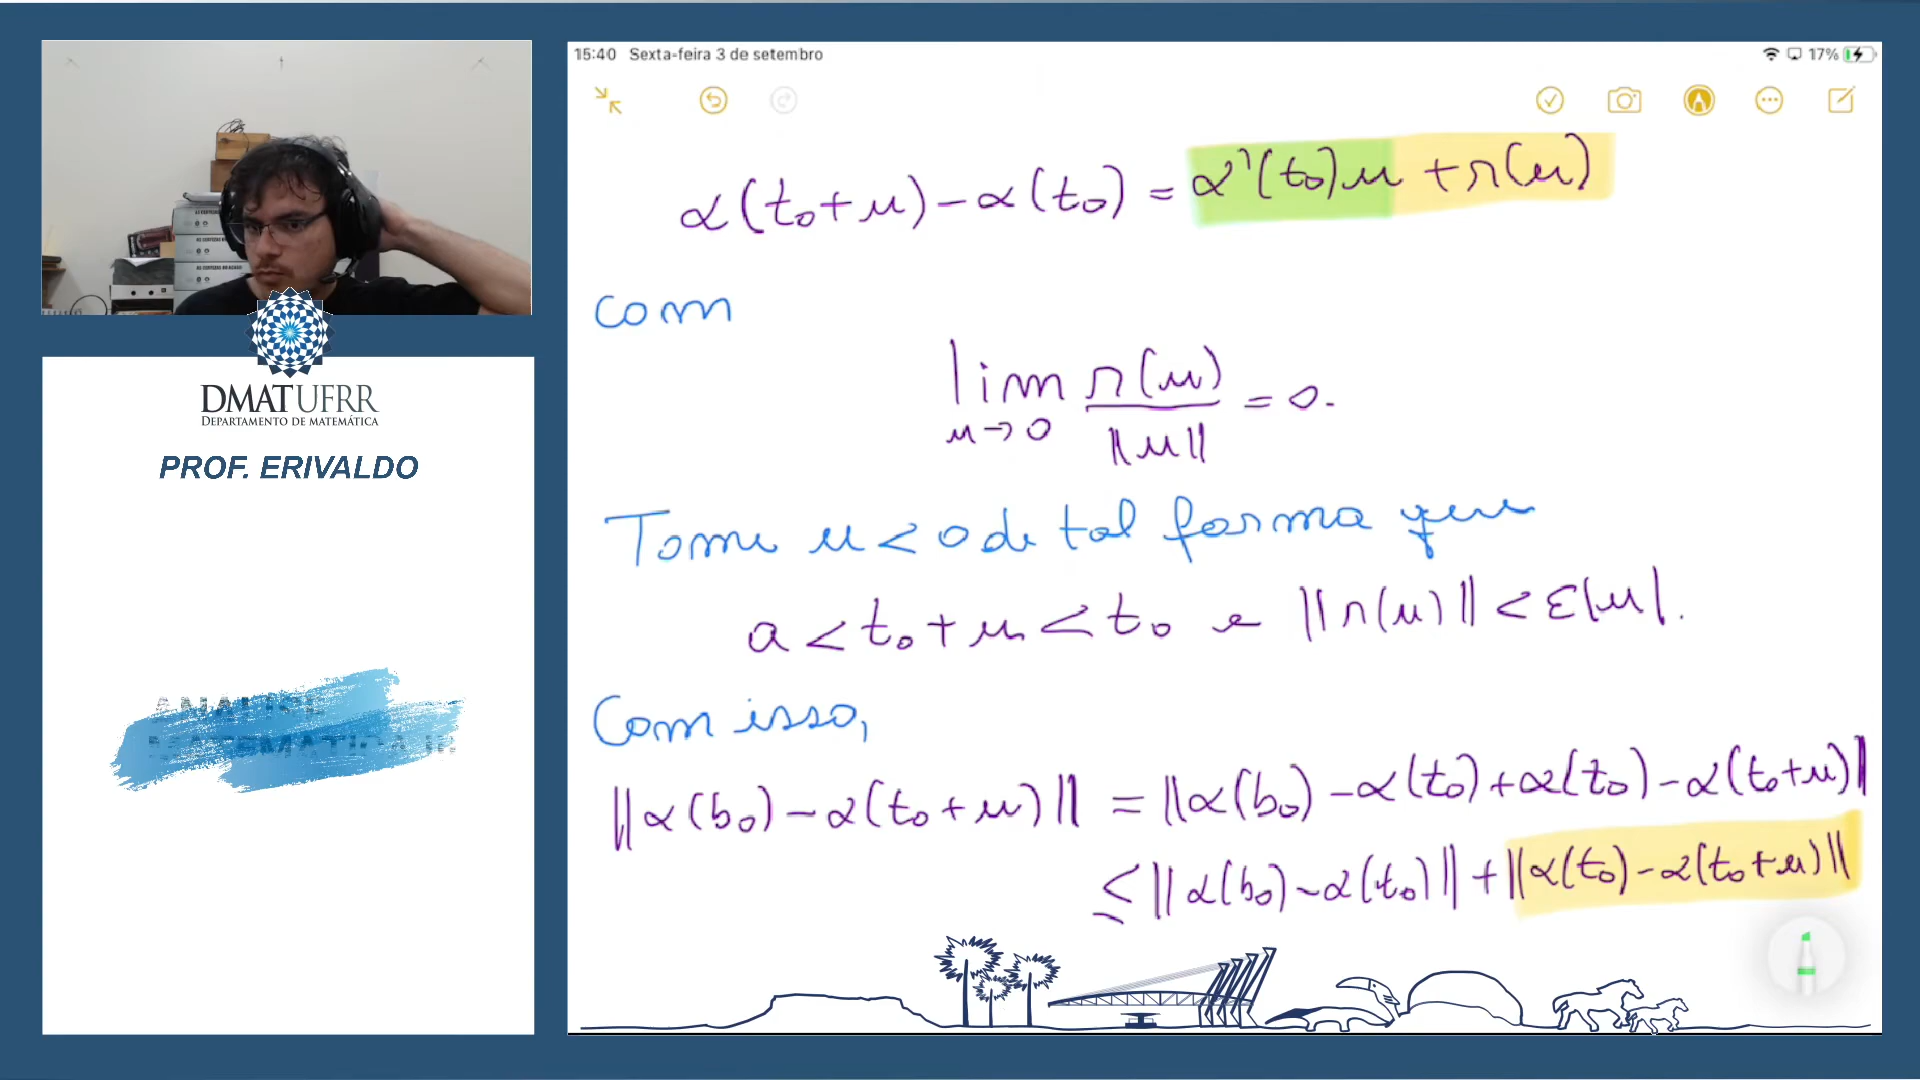 15:40 Sexta-feira 3 de setembro 17%
α(t₀+u)-α(t₀) = α'(t₀)u + r(u)
com
lim r(u)/||u|| = 0.
u→0
Tome u<0 de tal forma que
a < t₀+u < t₀ e ||r(u)|| < ε|u|.
Com isso,
||α(b₀)-α(t₀+u)|| = ||α(b₀)-α(t₀)+α(t₀)-α(t₀+u)||
≤ ||α(b₀)-α(t₀)|| + ||α(t₀)-α(t₀+u)||
DMATUFRR
DEPARTAMENTO DE MATEMÁTICA
PROF. ERIVALDO